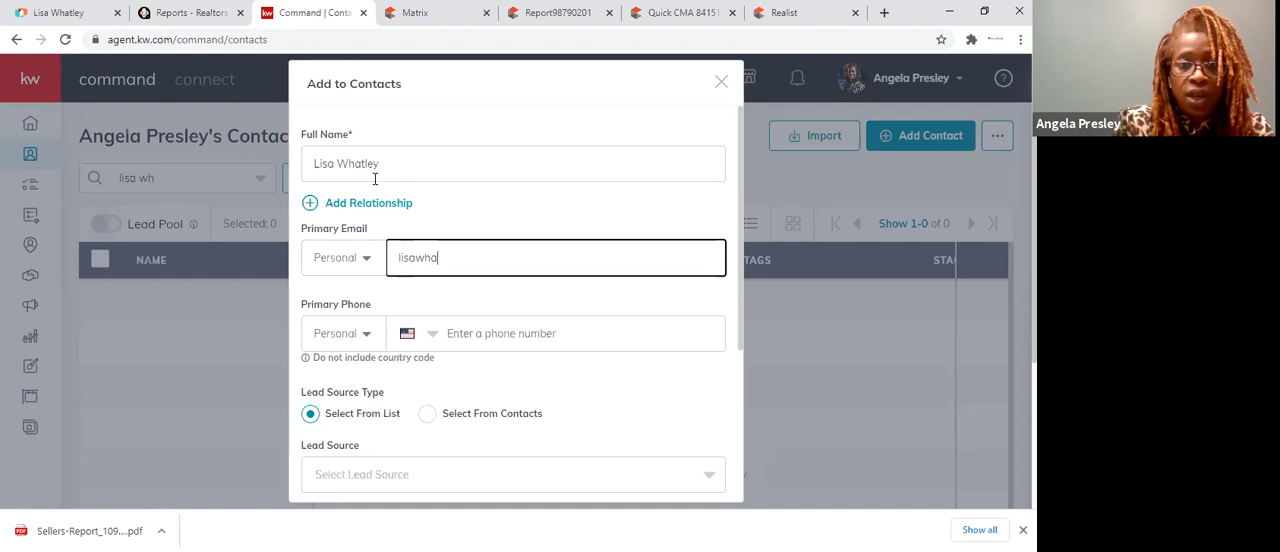 Lisa Whatley
Reports - Realtors
Command | Conta
Matrix
Report98790201
Quick CMA 84151
Realist
agent.kw.com/command/contacts
kw
command
connect
Angela Presley
Angela Presley's Contac
Import
Add Contact
lisa wh
Lead Pool
Selected: 0
Show 1-0 of 0
NAME
TAGS
STA
Add to Contacts
Full Name*
Lisa Whatley
Add Relationship
Primary Email
Personal
lisawha
Primary Phone
Personal
Enter a phone number
Do not include country code
Lead Source Type
Select From List
Select From Contacts
Lead Source
Select Lead Source
Sellers-Report_109....pdf
Show all
Angela Presley